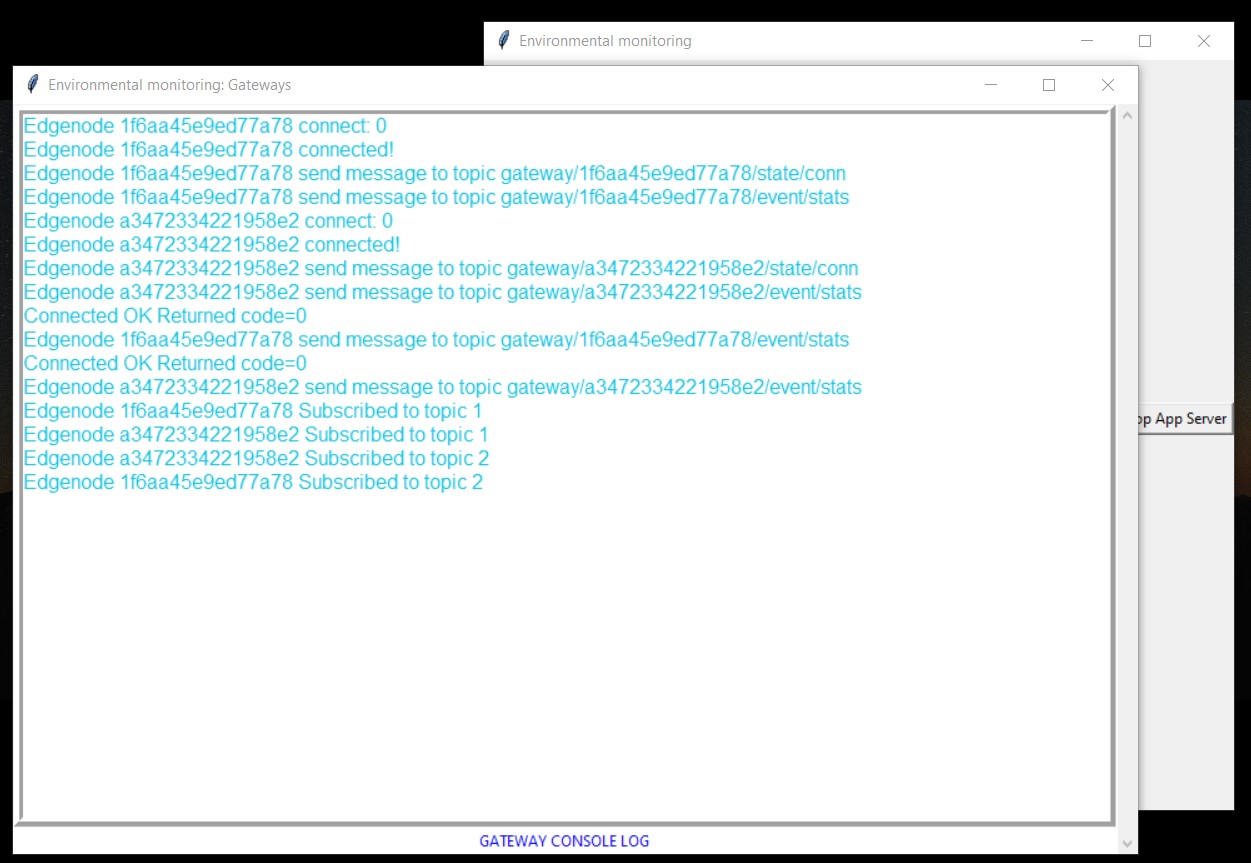 Environmental monitoring
Environmental monitoring: Gateways
Edgenode 1f6aa45e9ed77a78 connect: 0
Edgenode 1f6aa45e9ed77a78 connected!
Edgenode 1f6aa45e9ed77a78 send message to topic gateway/1f6aa45e9ed77a78/state/conn
Edgenode 1f6aa45e9ed77a78 send message to topic gateway/1f6aa45e9ed77a78/event/stats
Edgenode a3472334221958e2 connect: 0
Edgenode a3472334221958e2 connected!
Edgenode a3472334221958e2 send message to topic gateway/a3472334221958e2/state/conn
Edgenode a3472334221958e2 send message to topic gateway/a3472334221958e2/event/stats
Connected OK Returned code=0
Edgenode 1f6aa45e9ed77a78 send message to topic gateway/1f6aa45e9ed77a78/event/stats
Connected OK Returned code=0
Edgenode a3472334221958e2 send message to topic gateway/a3472334221958e2/event/stats
Edgenode 1f6aa45e9ed77a78 Subscribed to topic 1
Edgenode a3472334221958e2 Subscribed to topic 1
Edgenode a3472334221958e2 Subscribed to topic 2
Edgenode 1f6aa45e9ed77a78 Subscribed to topic 2
App Server
GATEWAY CONSOLE LOG